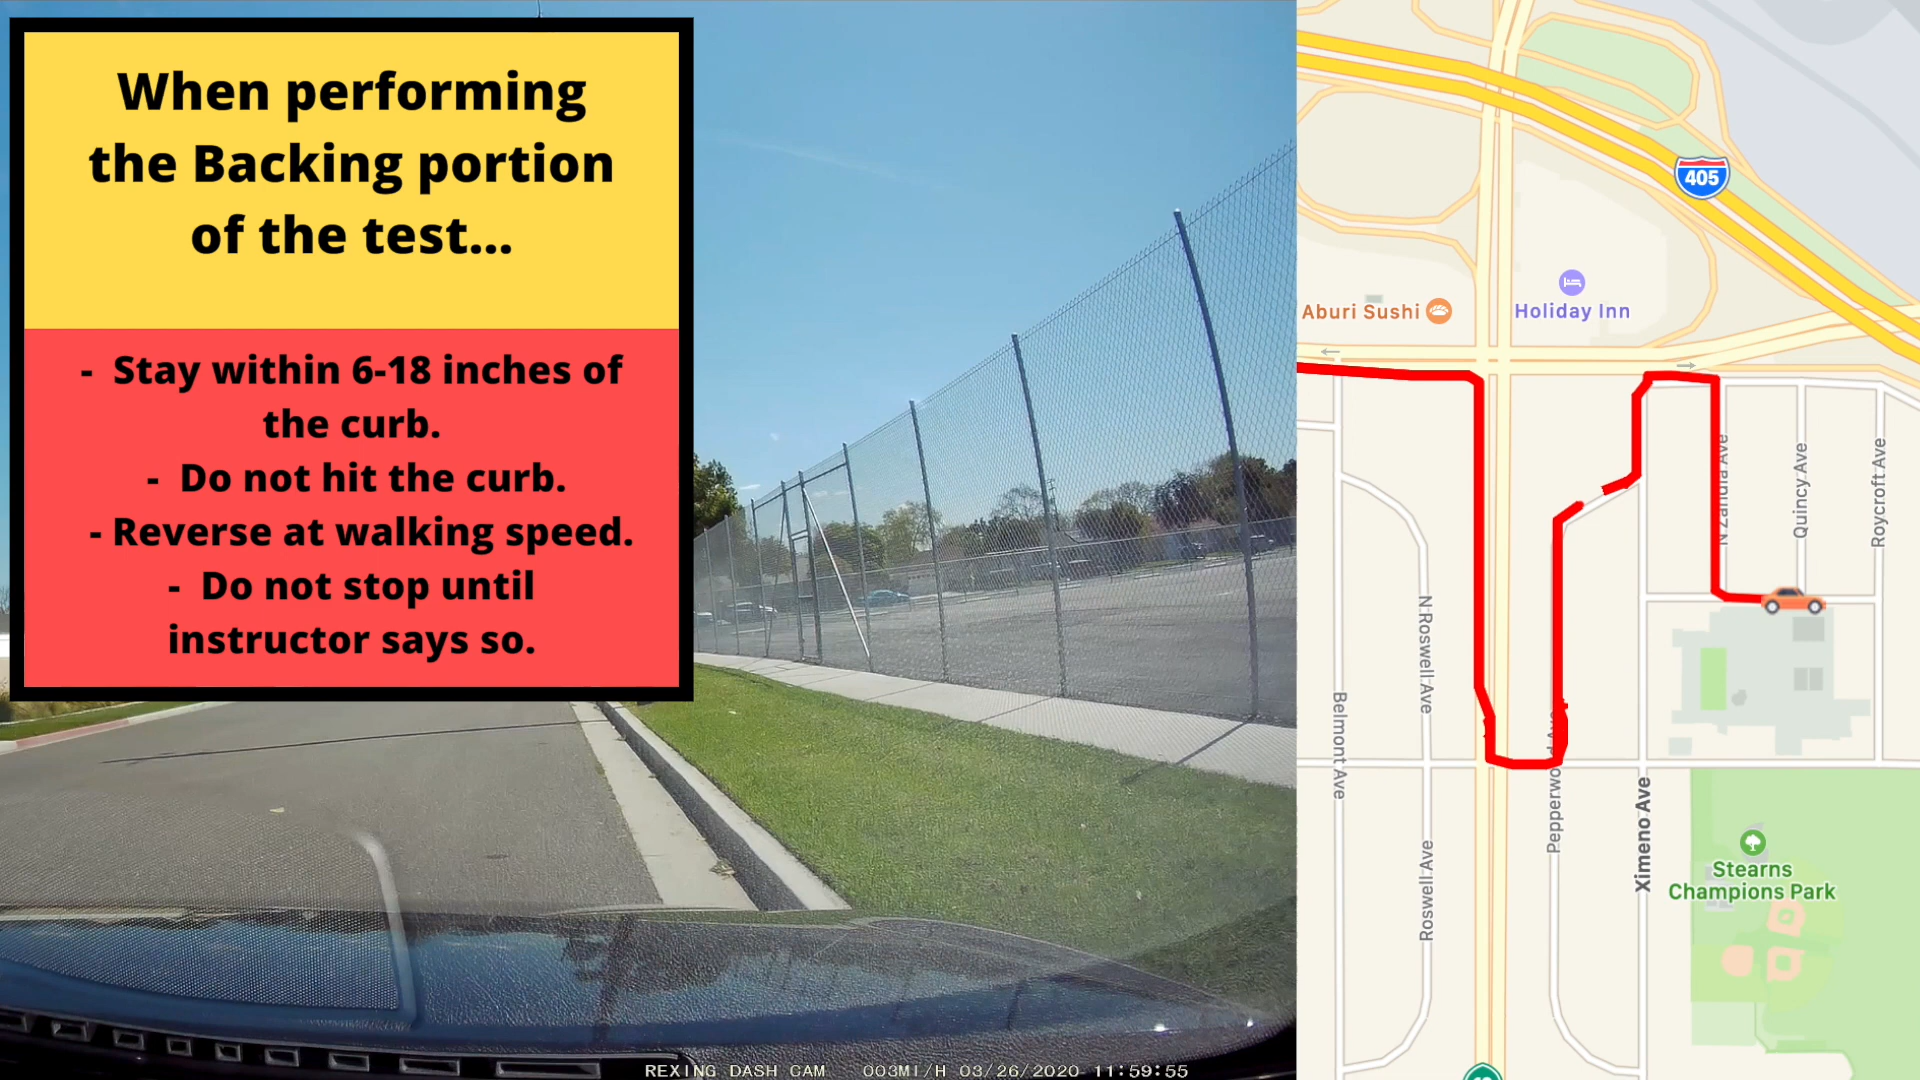 When performing
the Backing portion
of the test...
- Stay within 6-18 inches of
the curb.
- Do not hit the curb.
- Reverse at walking speed.
- Do not stop until
instructor says so.
REXING DASH CAM 003MI/H 03/26/2020 11:59:55
405
Aburi Sushi
Holiday Inn
N Zandra Ave
Quincy Ave
Roycroft Ave
N Roswell Ave
Belmont Ave
Ximeno Ave
Roswell Ave
Stearns
Champions Park